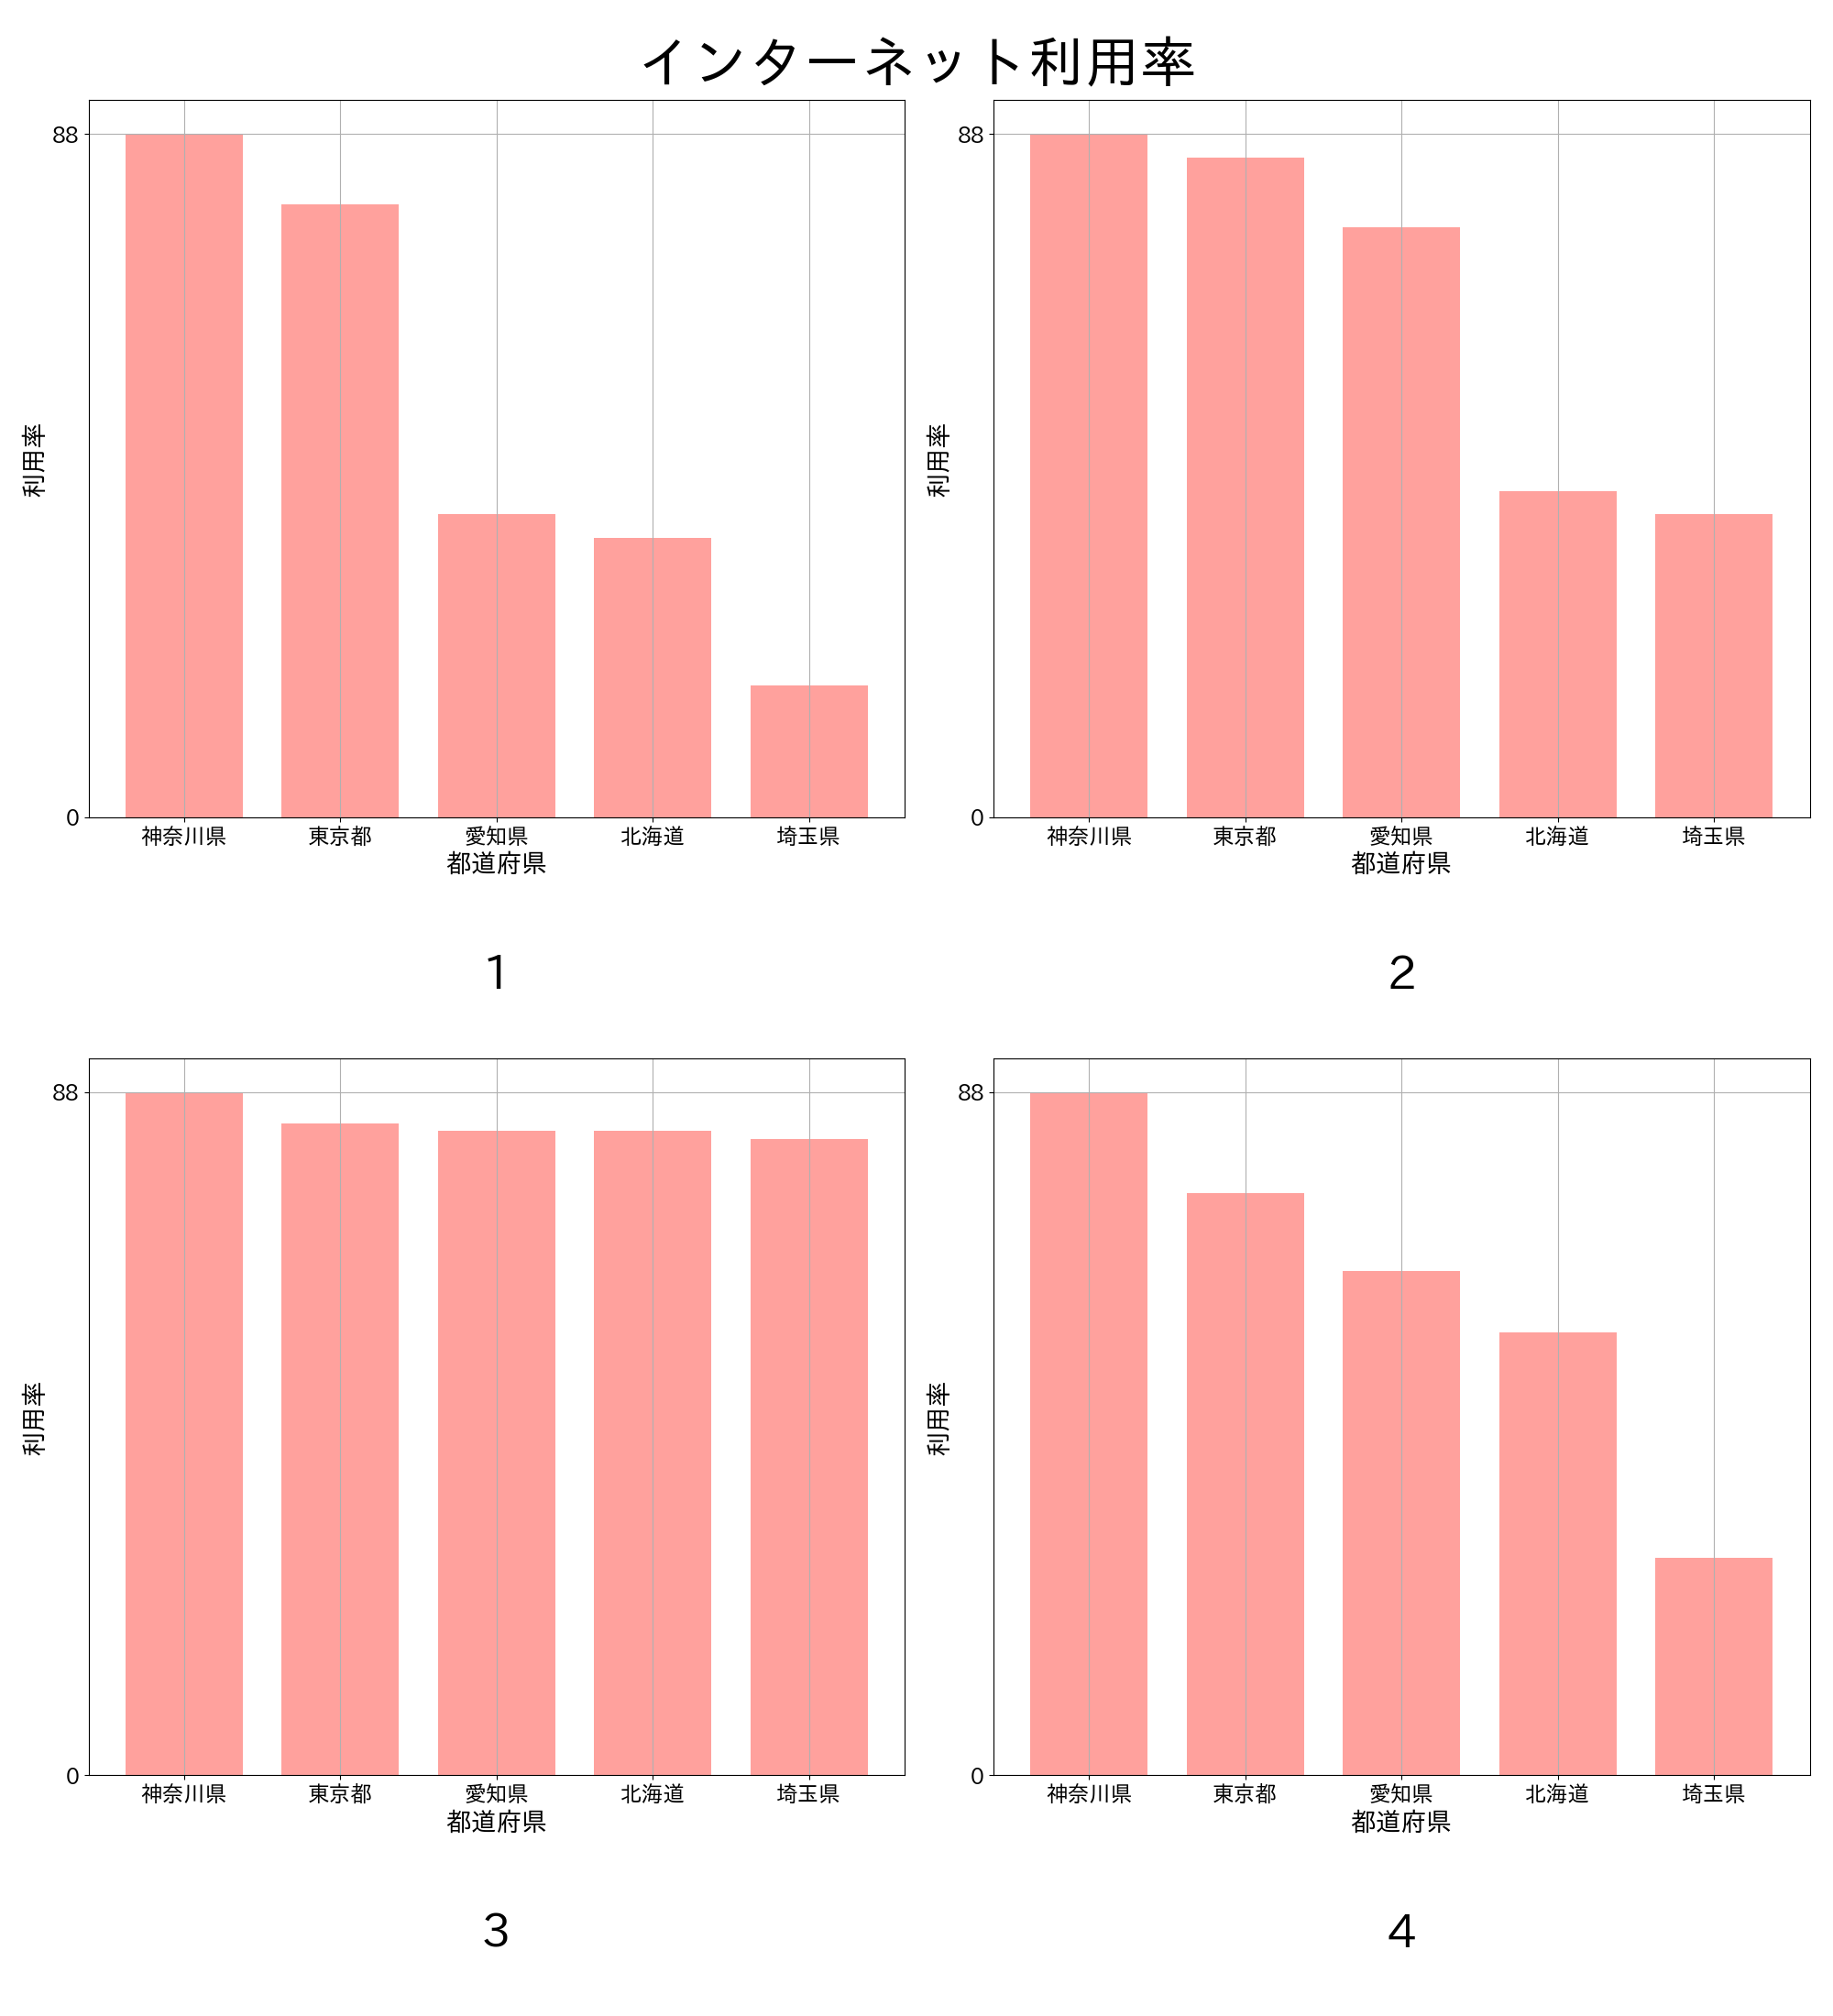 インターネット利用率
88
0
利用率
神奈川県 東京都 愛知県 北海道 埼玉県
都道府県
1
88
0
利用率
神奈川県 東京都 愛知県 北海道 埼玉県
都道府県
2
88
0
利用率
神奈川県 東京都 愛知県 北海道 埼玉県
都道府県
3
88
0
利用率
神奈川県 東京都 愛知県 北海道 埼玉県
都道府県
4